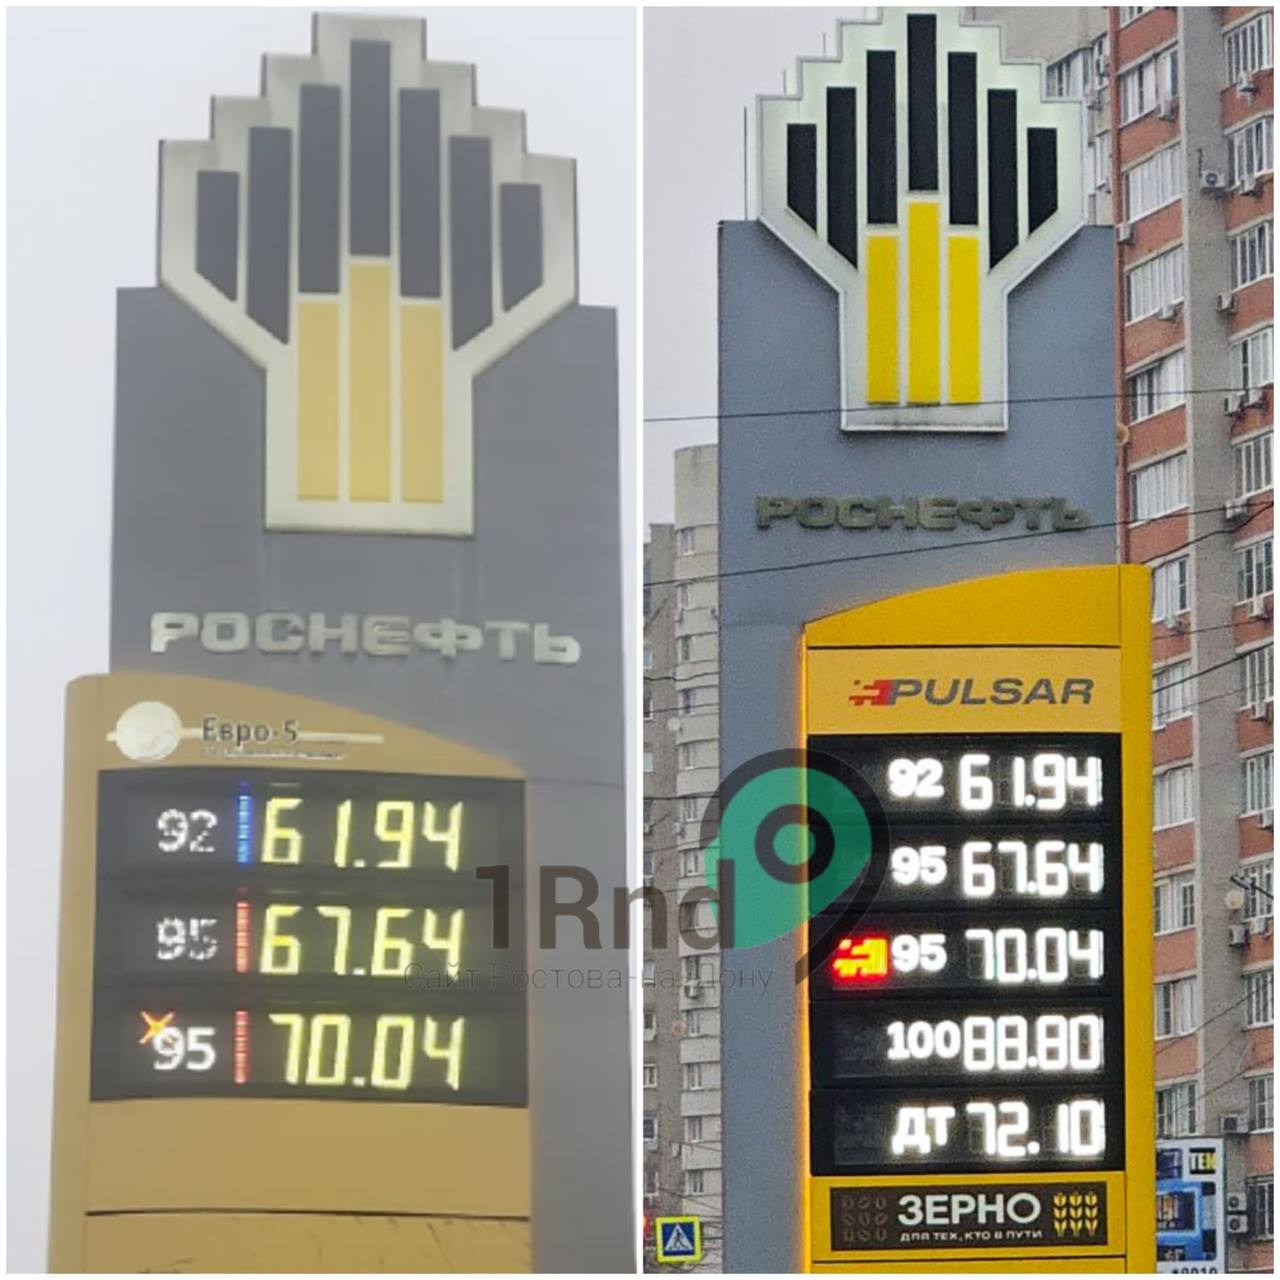 РОСНЕФТЬ
Евро-5
92 61.94
95 67.64
95 70.04
РОСНЕФТЬ
PULSAR
92 61.94
95 67.64
95 70.04
100 88.80
ДТ 72.10
ЗЕРНО
ДЛЯ ТЕХ, КТО В ПУТИ
1Rnd
Сайт Ростова-на-Дону